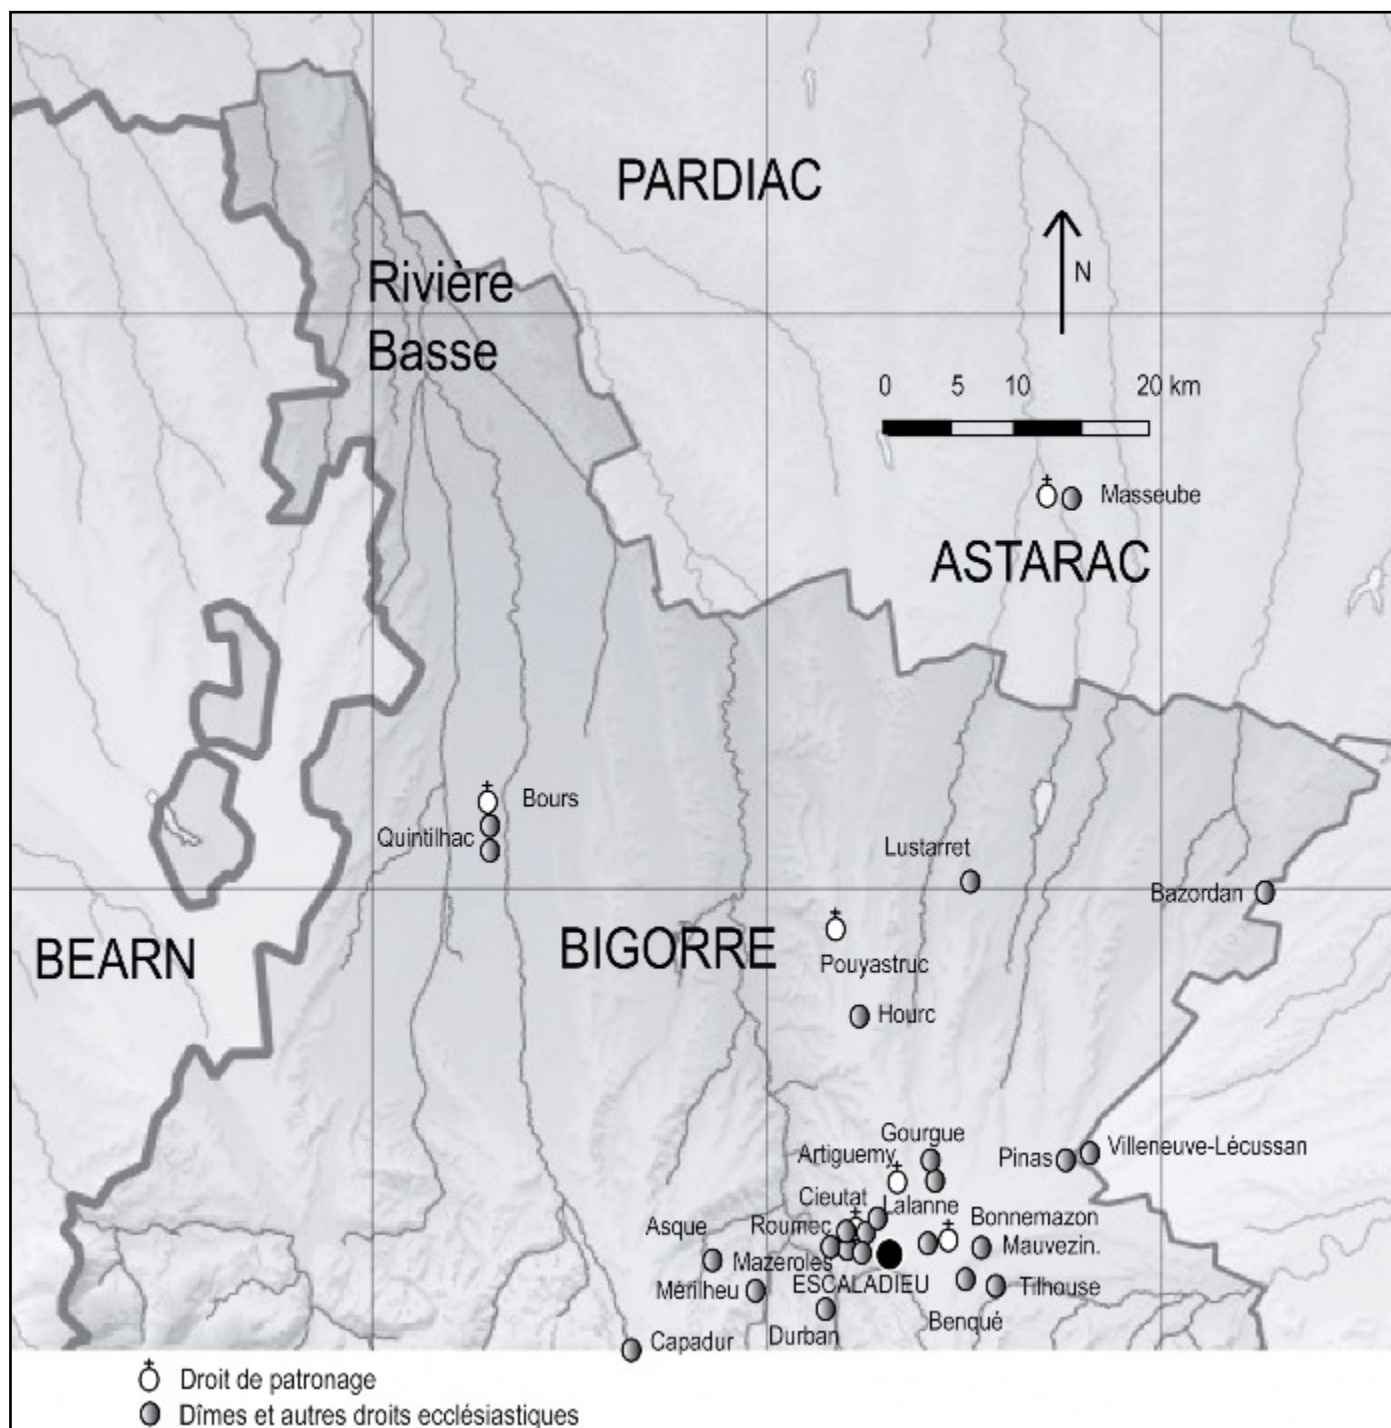 PARDIAC
Rivière
Basse
N
0 5 10 20 km
Masseube
ASTARAC
Bours
Quintilhac
Lustarret
Bazordan
BEARN
BIGORRE
Pouyastruc
Hourc
Gourgue
Artiguemy
Pinas
Villeneuve-Lécussan
Cieutat
Lalanne
Asque
Roumec
Bonnemazon
Mauvezin.
Mazeroles
Mérilheu
ESCALADIEU
Tilhouse
Durban
Benqué
Capadur
Droit de patronage
Dîmes et autres droits ecclésiastiques